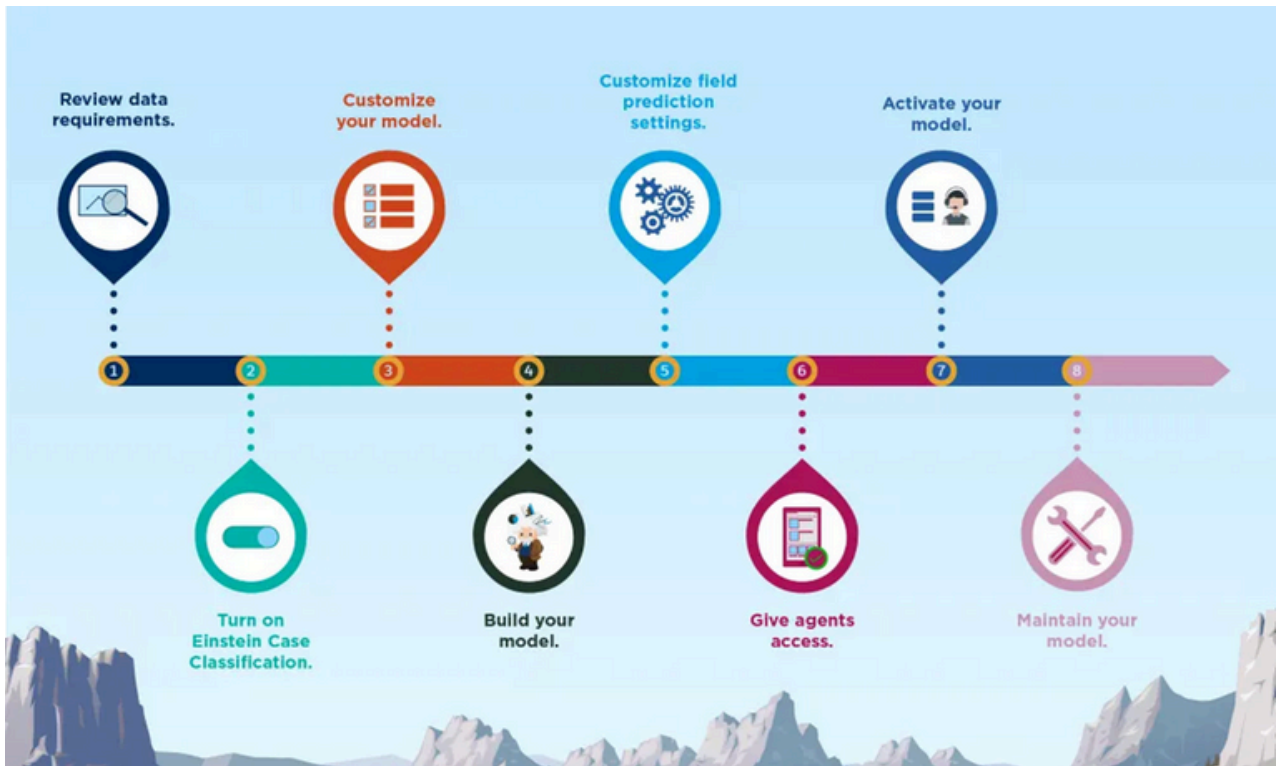 Review data
requirements.
1
Turn on
Einstein Case
Classification.
2
Customize
your model.
3
Build your
model.
4
Customize field
prediction
settings.
5
Give agents
access.
6
Activate your
model.
7
Maintain your
model.
8